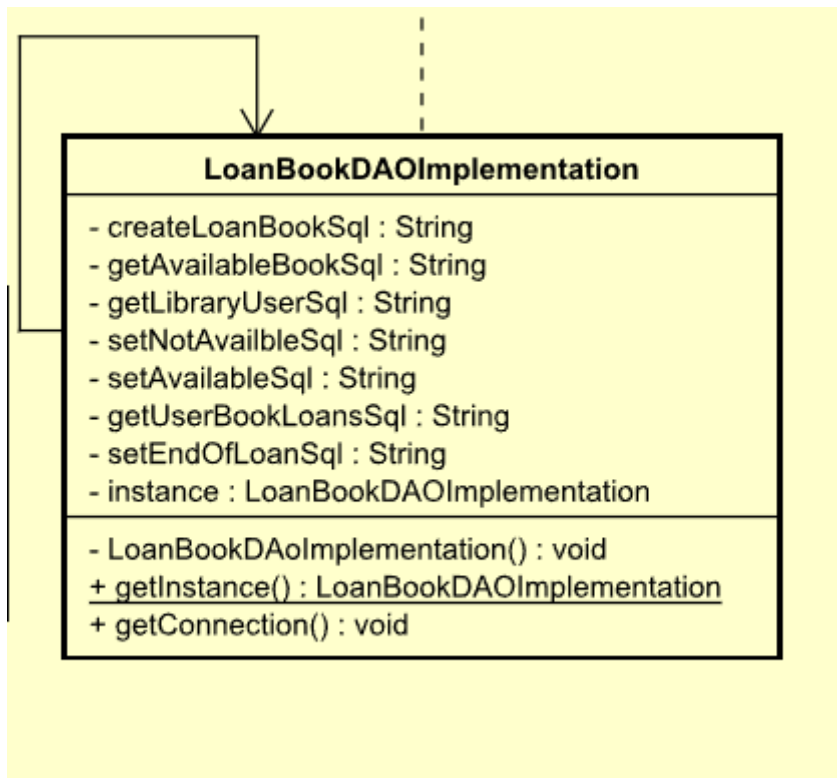 LoanBookDAOImplementation
- createLoanBookSql : String
- getAvailableBookSql : String
- getLibraryUserSql : String
- setNotAvailbleSql : String
- setAvailableSql : String
- getUserBookLoansSql : String
- setEndOfLoanSql : String
- instance : LoanBookDAOImplementation
- LoanBookDAoImplementation() : void
+ getInstance() : LoanBookDAOImplementation
+ getConnection() : void